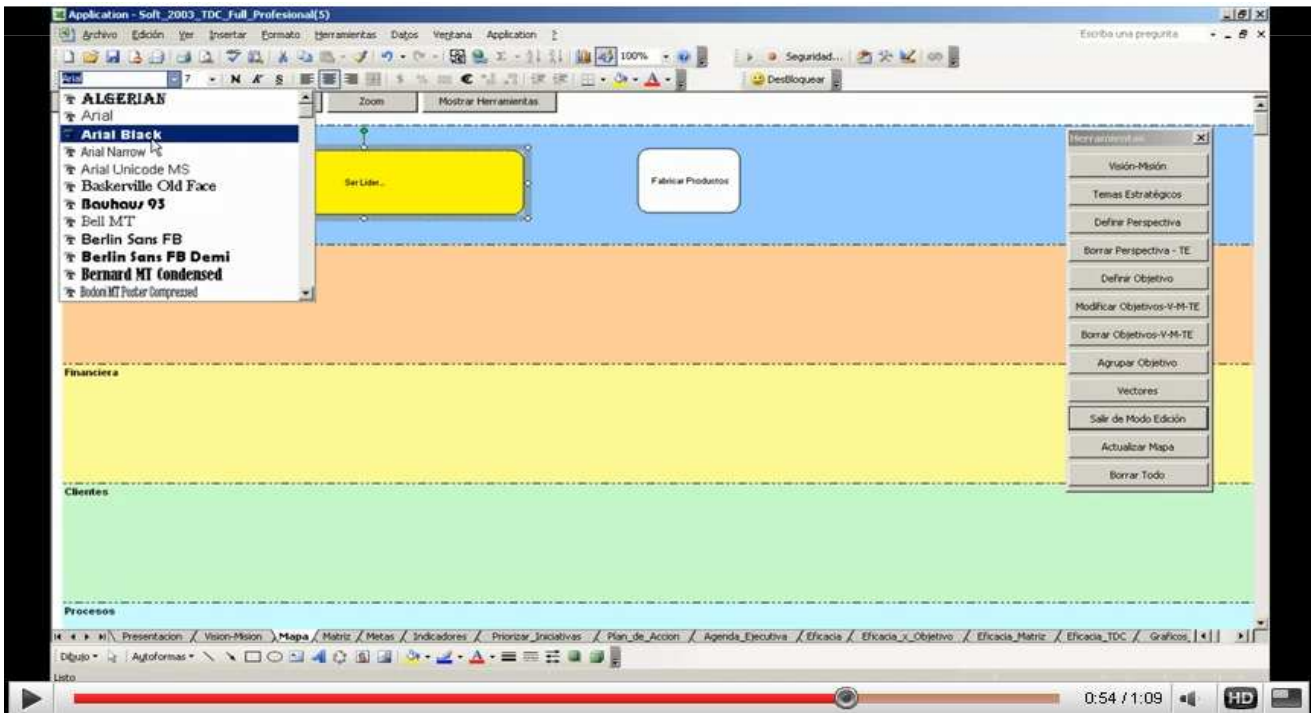 Application - Soft_2003_TDC_Full_Profesional(5)
Archivo Edición Ver Insertar Formato Herramientas Datos Ventana Application ?
Escriba una pregunta
100%
Seguridad...
Arial 7 N K S
Desbloquear
Zoom
Mostrar Herramientas
ALGERIAN
Arial
Arial Black
Arial Narrow
Arial Unicode MS
Baskerville Old Face
Bauhaus 93
Bell MT
Berlin Sans FB
Berlin Sans FB Demi
Bernard MT Condensed
Bodoni MT Poster Compressed
Ser Lider...
Fabricar Productos
Herramientas
Visión-Misión
Temas Estratégicos
Definir Perspectiva
Borrar Perspectiva - TE
Definir Objetivo
Modificar Objetivos-V-M-TE
Borrar Objetivos-V-M-TE
Agrupar Objetivo
Vectores
Salir de Modo Edición
Actualizar Mapa
Borrar Todo
Financiera
Clientes
Procesos
Presentacion / Vision-Mision / Mapa / Matriz / Metas / Indicadores / Priorizar_Iniciativas / Plan_de_Accion / Agenda_Ejecutiva / Eficacia / Eficacia_x_Objetivo / Eficacia_Matriz / Eficacia_TDC / Graficos
Dibujo Autoformas
Listo
0:54 / 1:09
HD